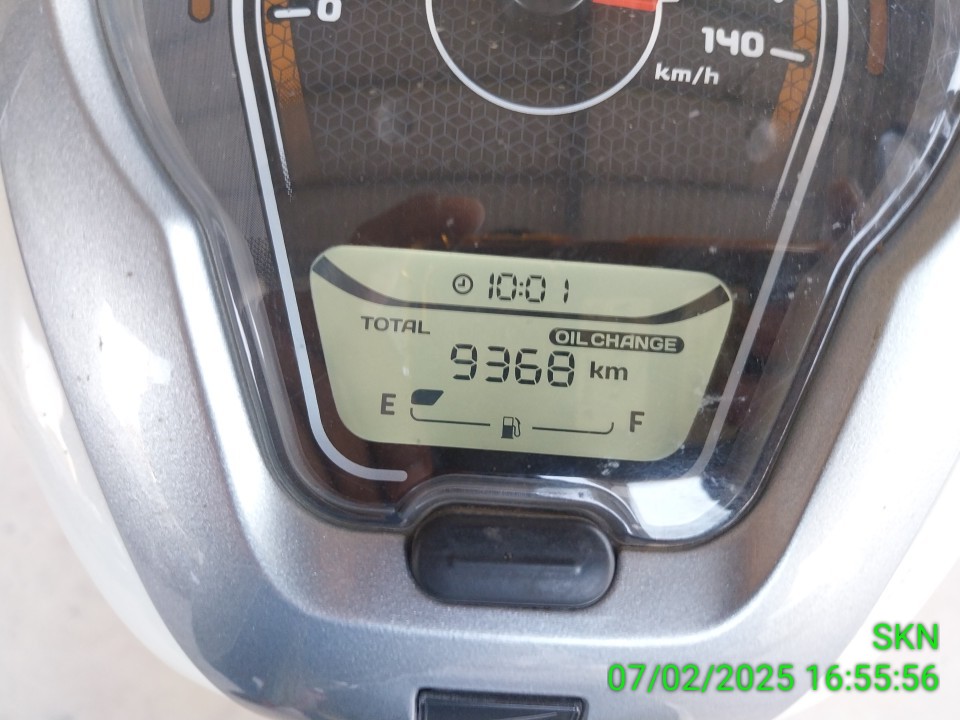 0
140
km/h
10:01
TOTAL
OIL CHANGE
9368 km
E F
SKN
07/02/2025 16:55:56